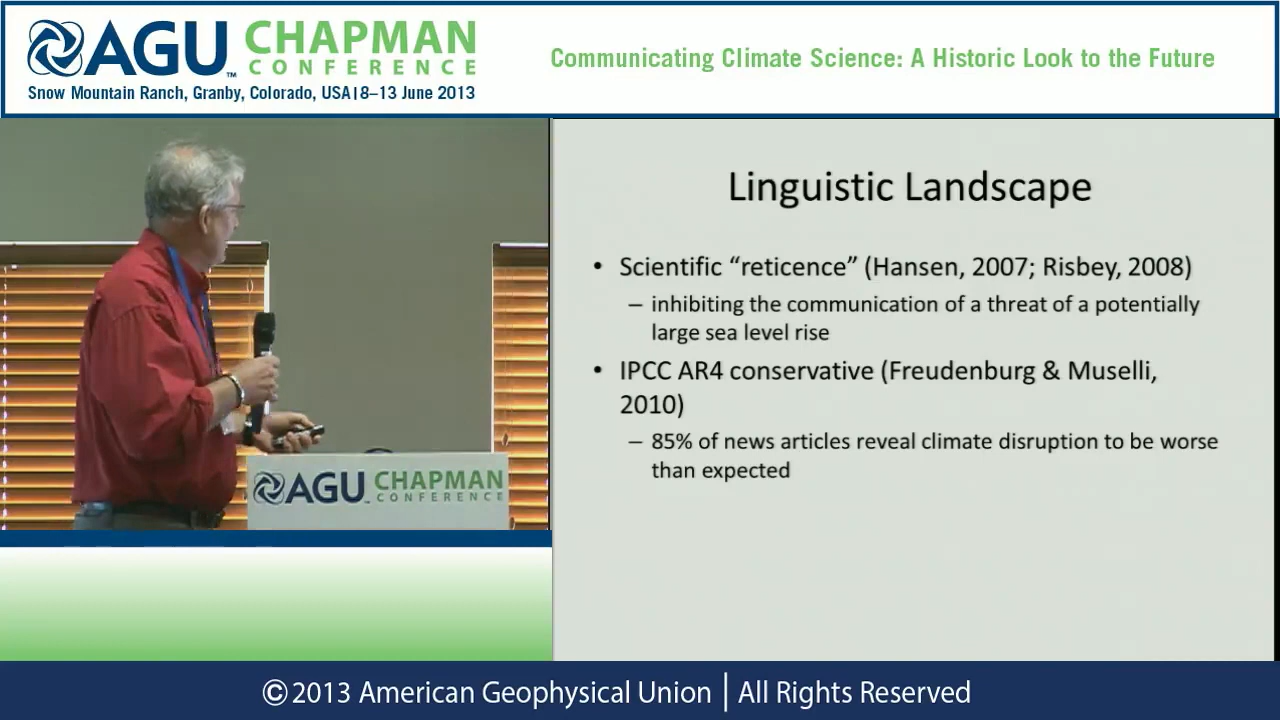 AGU™ CHAPMAN CONFERENCE
Snow Mountain Ranch, Granby, Colorado, USA|8–13 June 2013
Communicating Climate Science: A Historic Look to the Future
Linguistic Landscape
• Scientific “reticence” (Hansen, 2007; Risbey, 2008)
– inhibiting the communication of a threat of a potentially
large sea level rise
• IPCC AR4 conservative (Freudenburg & Muselli,
2010)
– 85% of news articles reveal climate disruption to be worse
than expected
AGU CHAPMAN
CONFERENCE
©2013 American Geophysical Union | All Rights Reserved